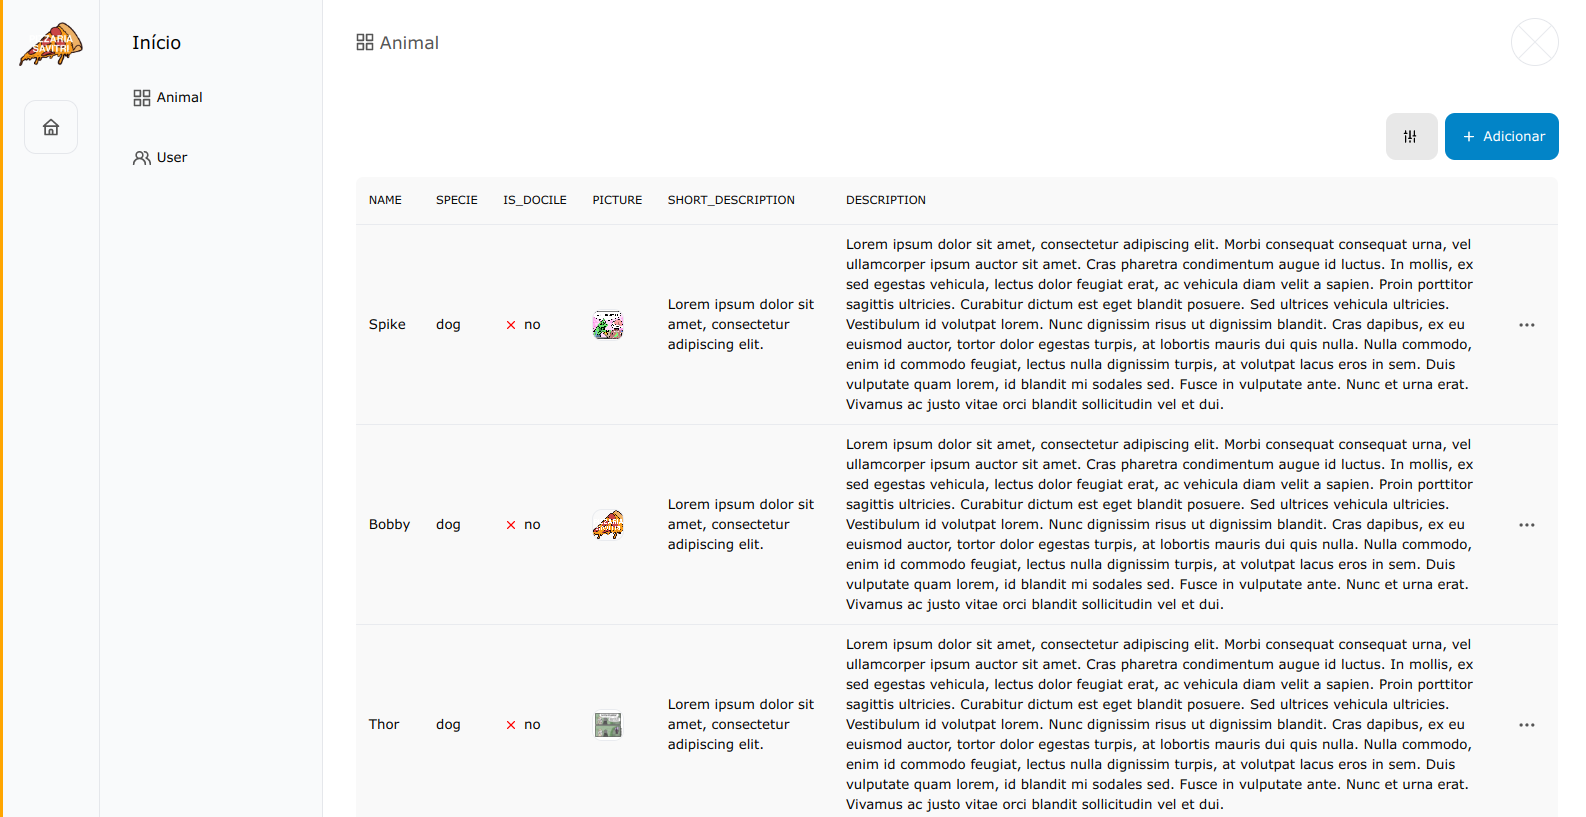 SAVITRI
Início
Animal
User
Animal
Adicionar
NAME SPECIE IS_DOCILE PICTURE SHORT_DESCRIPTION DESCRIPTION
Spike
dog
no
Lorem ipsum dolor sit
amet, consectetur
adipiscing elit.
Lorem ipsum dolor sit amet, consectetur adipiscing elit. Morbi consequat consequat urna, vel
ullamcorper ipsum auctor sit amet. Cras pharetra condimentum augue id luctus. In mollis, ex
sed egestas vehicula, lectus dolor feugiat erat, ac vehicula diam velit a sapien. Proin porttitor
sagittis ultricies. Curabitur dictum est eget blandit posuere. Sed ultrices vehicula ultricies.
Vestibulum id volutpat lorem. Nunc dignissim risus ut dignissim blandit. Cras dapibus, ex eu
euismod auctor, tortor dolor egestas turpis, at lobortis mauris dui quis nulla. Nulla commodo,
enim id commodo feugiat, lectus nulla dignissim turpis, at volutpat lacus eros in sem. Duis
vulputate quam lorem, id blandit mi sodales sed. Fusce in vulputate ante. Nunc et urna erat.
Vivamus ac justo vitae orci blandit sollicitudin vel et dui.
Bobby
dog
no
Lorem ipsum dolor sit
amet, consectetur
adipiscing elit.
Lorem ipsum dolor sit amet, consectetur adipiscing elit. Morbi consequat consequat urna, vel
ullamcorper ipsum auctor sit amet. Cras pharetra condimentum augue id luctus. In mollis, ex
sed egestas vehicula, lectus dolor feugiat erat, ac vehicula diam velit a sapien. Proin porttitor
sagittis ultricies. Curabitur dictum est eget blandit posuere. Sed ultrices vehicula ultricies.
Vestibulum id volutpat lorem. Nunc dignissim risus ut dignissim blandit. Cras dapibus, ex eu
euismod auctor, tortor dolor egestas turpis, at lobortis mauris dui quis nulla. Nulla commodo,
enim id commodo feugiat, lectus nulla dignissim turpis, at volutpat lacus eros in sem. Duis
vulputate quam lorem, id blandit mi sodales sed. Fusce in vulputate ante. Nunc et urna erat.
Vivamus ac justo vitae orci blandit sollicitudin vel et dui.
Thor
dog
no
Lorem ipsum dolor sit
amet, consectetur
adipiscing elit.
Lorem ipsum dolor sit amet, consectetur adipiscing elit. Morbi consequat consequat urna, vel
ullamcorper ipsum auctor sit amet. Cras pharetra condimentum augue id luctus. In mollis, ex
sed egestas vehicula, lectus dolor feugiat erat, ac vehicula diam velit a sapien. Proin porttitor
sagittis ultricies. Curabitur dictum est eget blandit posuere. Sed ultrices vehicula ultricies.
Vestibulum id volutpat lorem. Nunc dignissim risus ut dignissim blandit. Cras dapibus, ex eu
euismod auctor, tortor dolor egestas turpis, at lobortis mauris dui quis nulla. Nulla commodo,
enim id commodo feugiat, lectus nulla dignissim turpis, at volutpat lacus eros in sem. Duis
vulputate quam lorem, id blandit mi sodales sed. Fusce in vulputate ante. Nunc et urna erat.
Vivamus ac justo vitae orci blandit sollicitudin vel et dui.